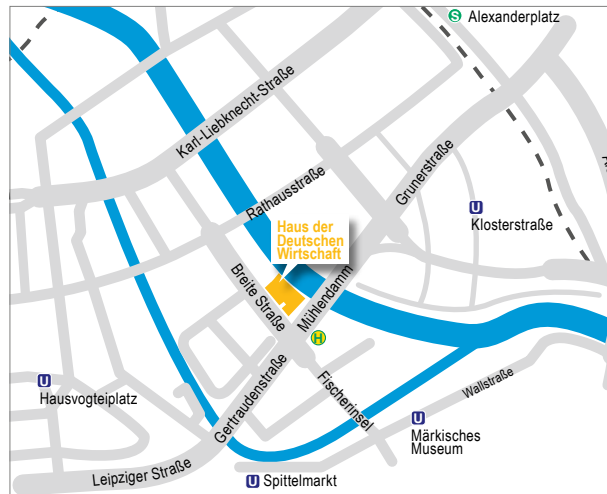 S Alexanderplatz
Karl-Liebknecht-Straße
Rathausstraße
Grunerstraße
U
Klosterstraße
Haus der
Deutschen
Wirtschaft
Breite Straße
Mühlendamm
H
U
Hausvogteiplatz
Gertraudenstraße
Fischerinsel
Wallstraße
U
Märkisches
Museum
Leipziger Straße
U Spittelmarkt